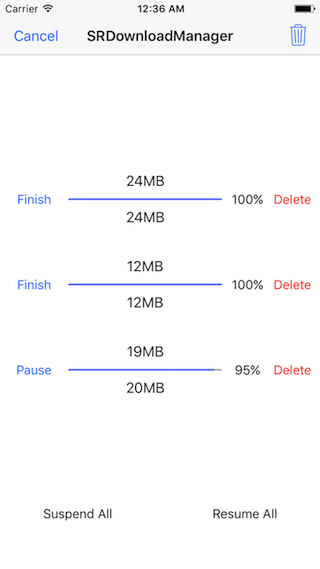 Carrier 12:36 AM
Cancel SRDownloadManager
24MB
Finish 100% Delete
24MB
12MB
Finish 100% Delete
12MB
19MB
Pause 95% Delete
20MB
Suspend All Resume All